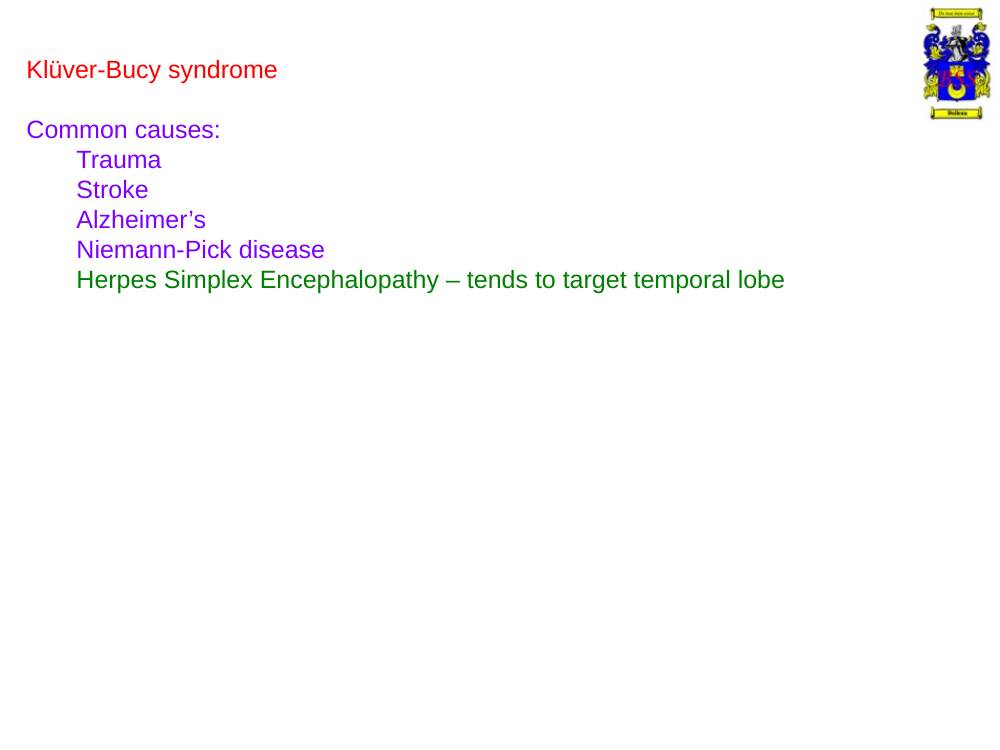 Klüver-Bucy syndrome
Common causes:
Trauma
Stroke
Alzheimer’s
Niemann-Pick disease
Herpes Simplex Encephalopathy – tends to target temporal lobe